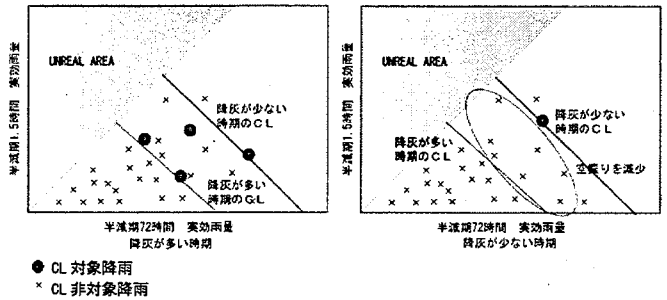 半減期1.5時間 実効雨量
UNREAL AREA
降灰が少ない
時期のCL
降灰が多い
時期のCL
半減期72時間 実効雨量
降灰が多い時期
半減期1.5時間 実効雨量
UNREAL AREA
降灰が少ない
時期のCL
降灰が多い
時期のCL
空振りを減少
半減期72時間 実効雨量
降灰が少ない時期
CL 対象降雨
CL 非対象降雨